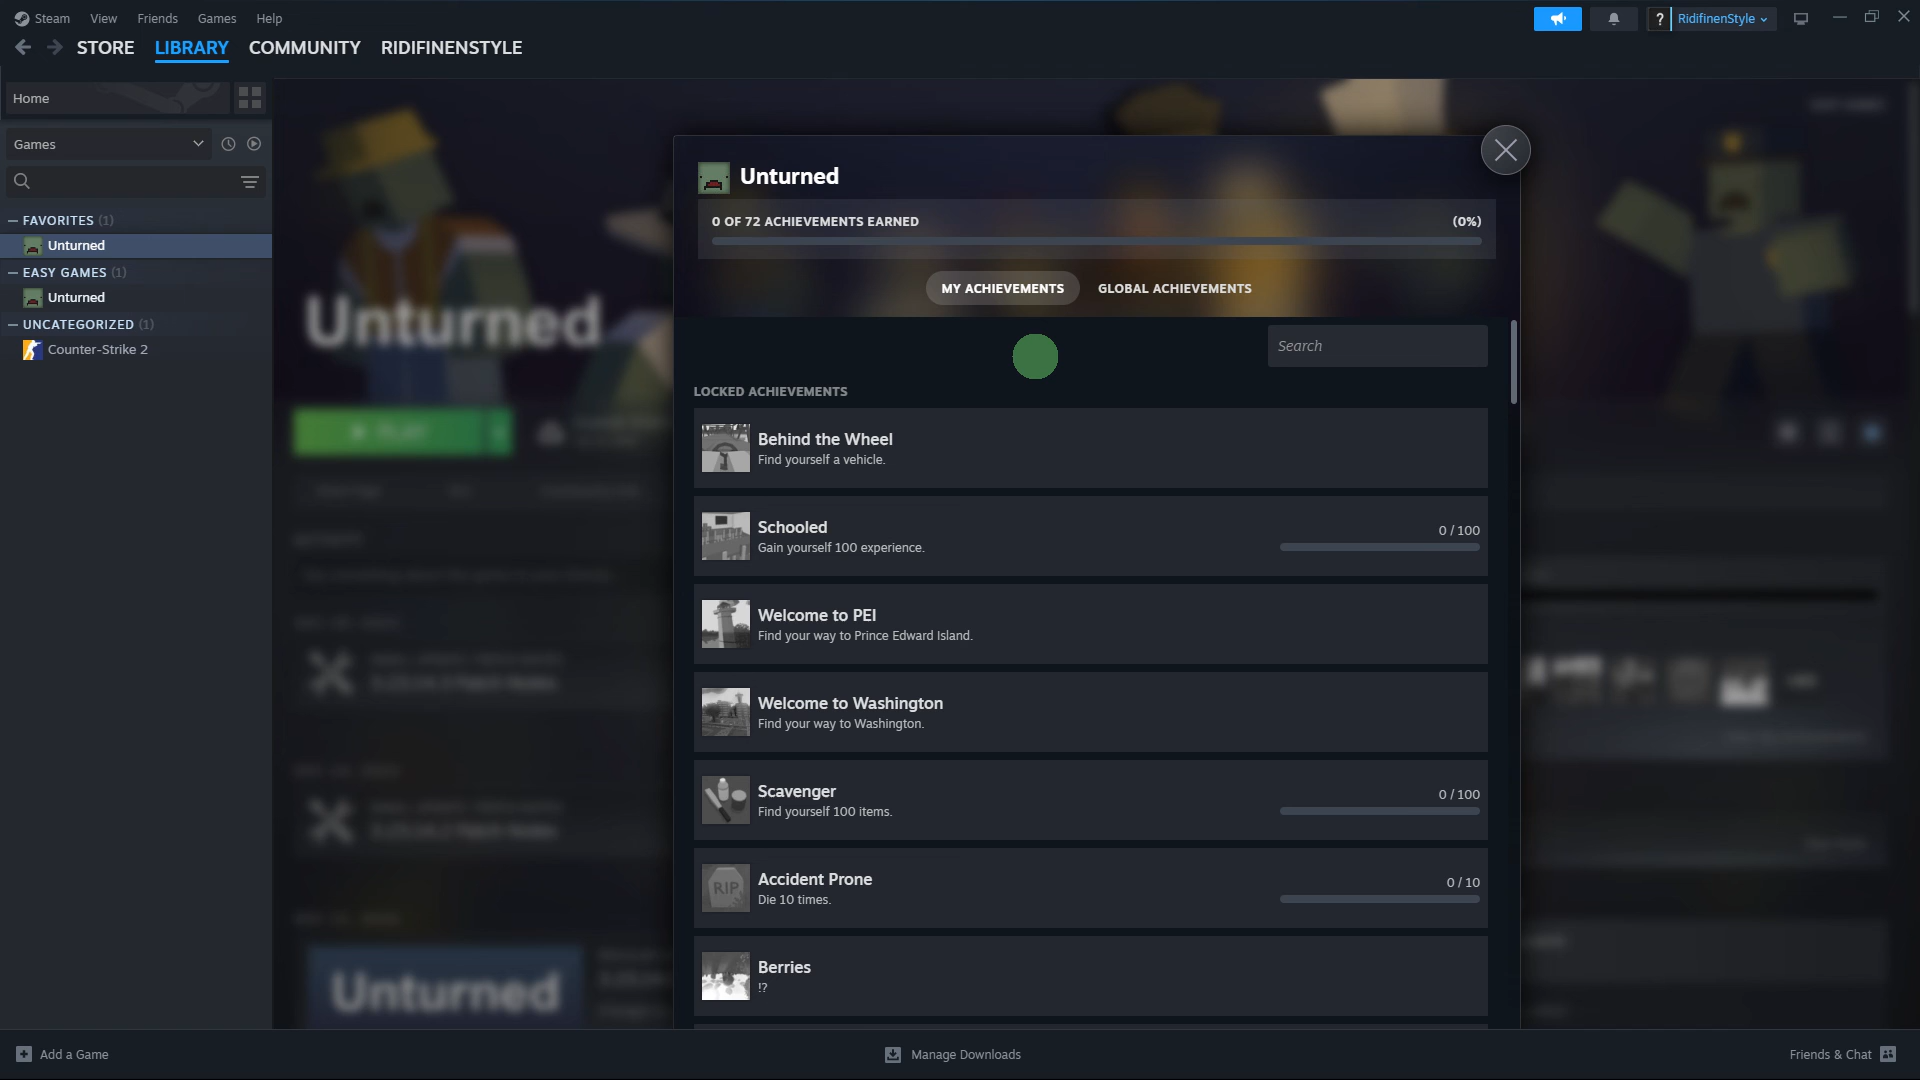 Steam View Friends Games Help
? RidifinenStyle
STORE LIBRARY COMMUNITY RIDIFINENSTYLE
Home
Games
FAVORITES (1)
Unturned
EASY GAMES (1)
Unturned
UNCATEGORIZED (1)
Counter-Strike 2
Unturned
PLAY
Unturned
Unturned
0 OF 72 ACHIEVEMENTS EARNED (0%)
MY ACHIEVEMENTS GLOBAL ACHIEVEMENTS
Search
LOCKED ACHIEVEMENTS
Behind the Wheel
Find yourself a vehicle.
Schooled
Gain yourself 100 experience.
0 / 100
Welcome to PEI
Find your way to Prince Edward Island.
Welcome to Washington
Find your way to Washington.
Scavenger
Find yourself 100 items.
0 / 100
RIP
Accident Prone
Die 10 times.
0 / 10
Berries
!?
Add a Game
Manage Downloads
Friends & Chat